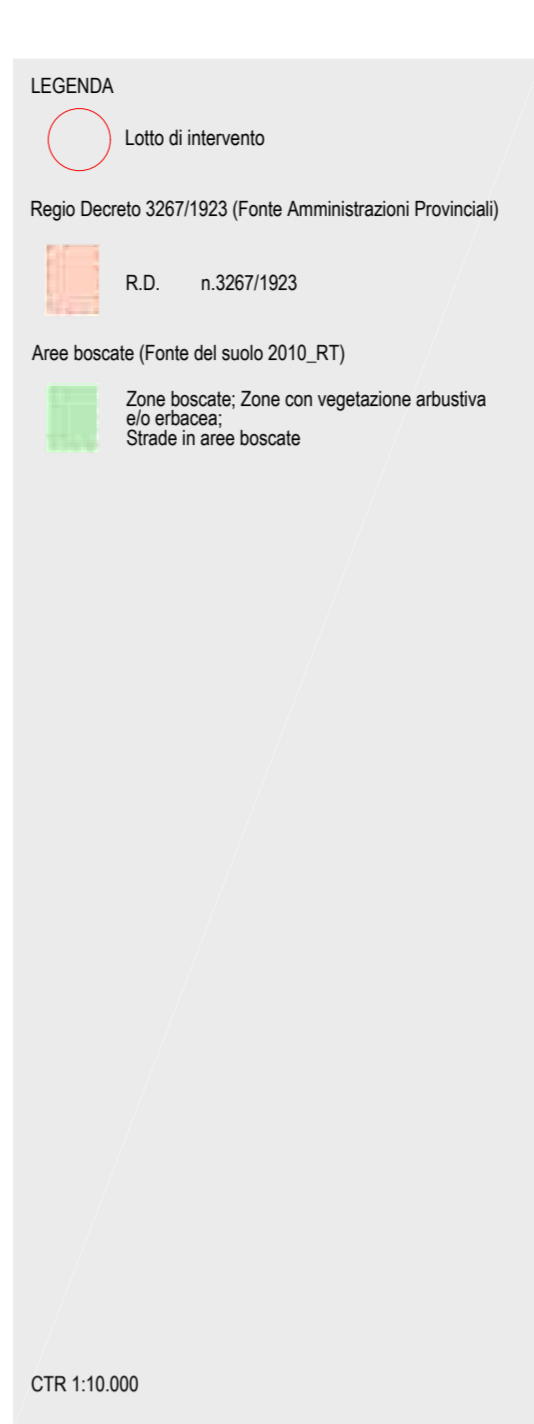 LEGENDA
Lotto di intervento
Regio Decreto 3267/1923 (Fonte Amministrazioni Provinciali)
R.D. n.3267/1923
Aree boscate (Fonte del suolo 2010_RT)
Zone boscate; Zone con vegetazione arbustiva
e/o erbacea;
Strade in aree boscate
CTR 1:10.000